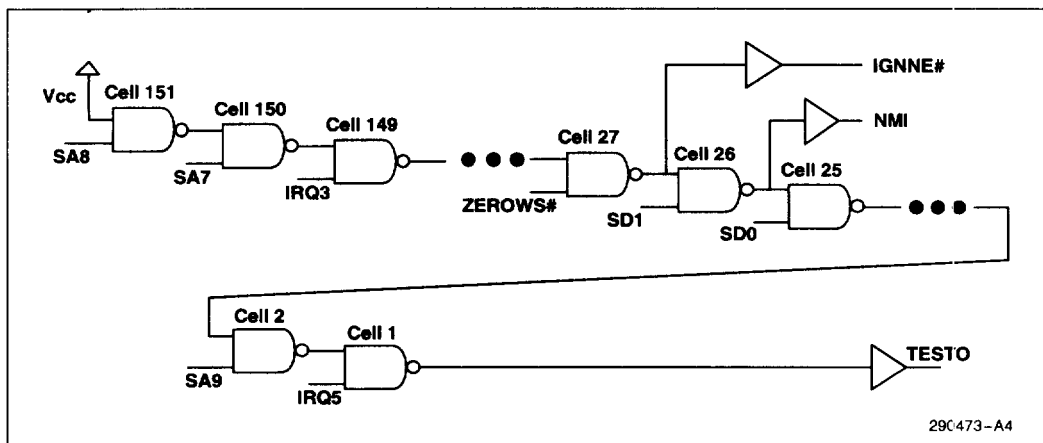 IGNNE#
Vcc
Cell 151
Cell 150
Cell 149
Cell 27
Cell 26
Cell 25
NMI
SA8
SA7
IRQ3
ZEROWS#
SD1
SD0
Cell 2
Cell 1
TESTO
SA9
IRQ5
290473-A4